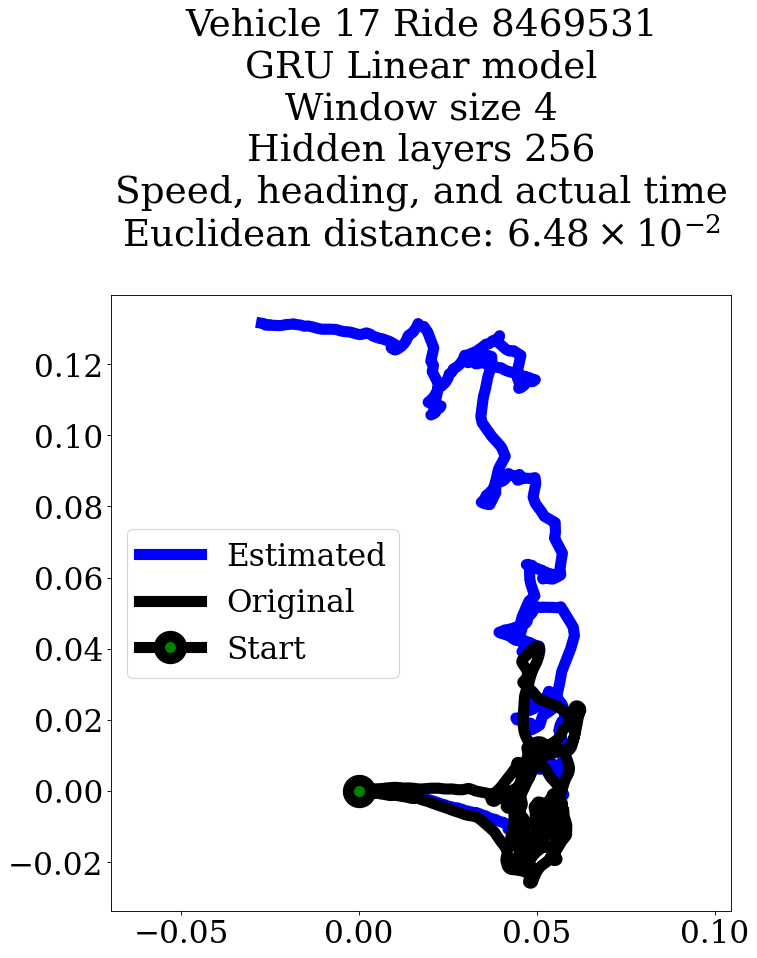 Vehicle 17 Ride 8469531
GRU Linear model
Window size 4
Hidden layers 256
Speed, heading, and actual time
Euclidean distance: 6.48 × 10⁻²
0.12
0.10
0.08
0.06
0.04
0.02
0.00
−0.02
Estimated
Original
Start
−0.05
0.00
0.05
0.10